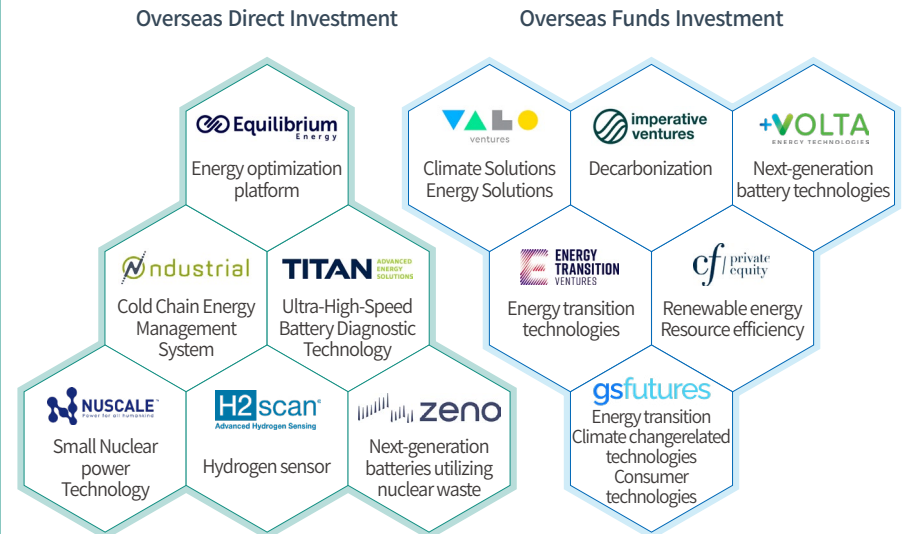 Overseas Direct Investment
Equilibrium
Energy
Energy optimization
platform
ndustrial
Cold Chain Energy
Management
System
TITAN ADVANCED
ENERGY
SOLUTIONS
Ultra-High-Speed
Battery Diagnostic
Technology
NUSCALE™
Power for all humankind
Small Nuclear
power
Technology
H2scan®
Advanced Hydrogen Sensing
Hydrogen sensor
zeno
Next-generation
batteries utilizing
nuclear waste
Overseas Funds Investment
VALO
ventures
Climate Solutions
Energy Solutions
imperative
ventures
Decarbonization
+VOLTA
ENERGY TECHNOLOGIES
Next-generation
battery technologies
ENERGY
TRANSITION
VENTURES
Energy transition
technologies
cf private
equity
Renewable energy
Resource efficiency
gsfutures
Energy transition
Climate changerelated
technologies
Consumer
technologies